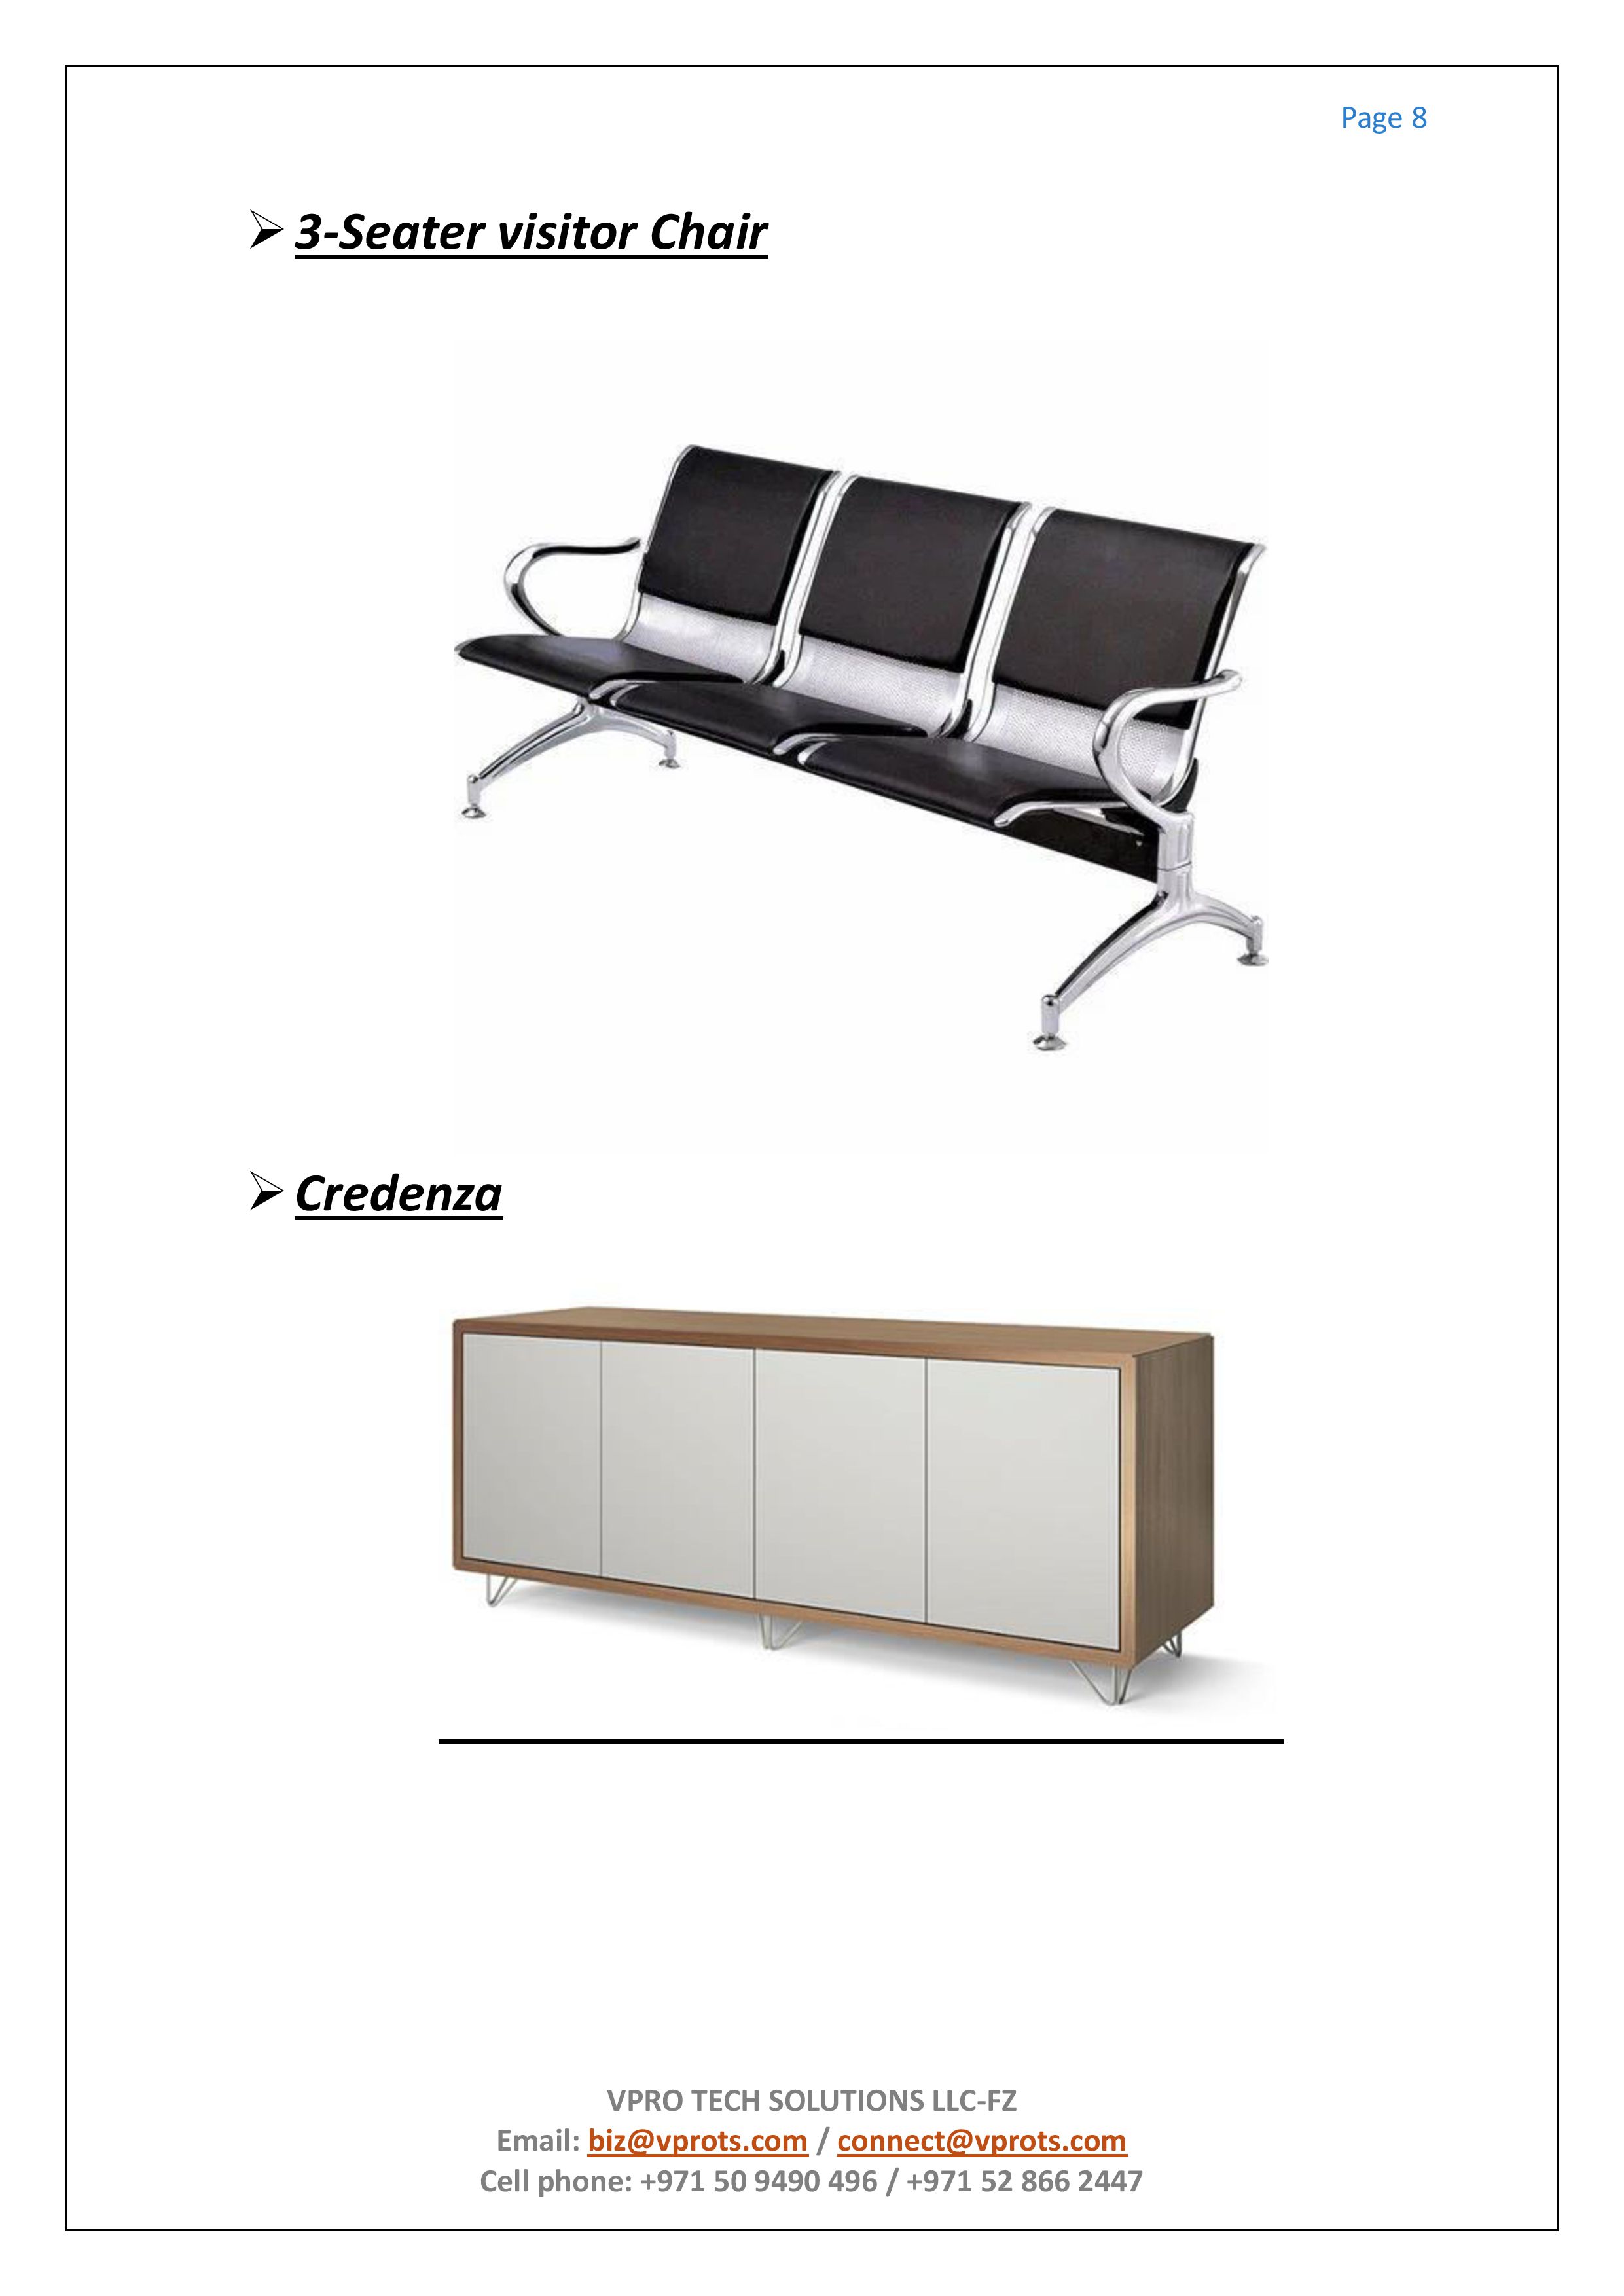 Page 8
3-Seater visitor Chair
Credenza
VPRO TECH SOLUTIONS LLC-FZ
Email: biz@vprots.com / connect@vprots.com
Cell phone: +971 50 9490 496 / +971 52 866 2447